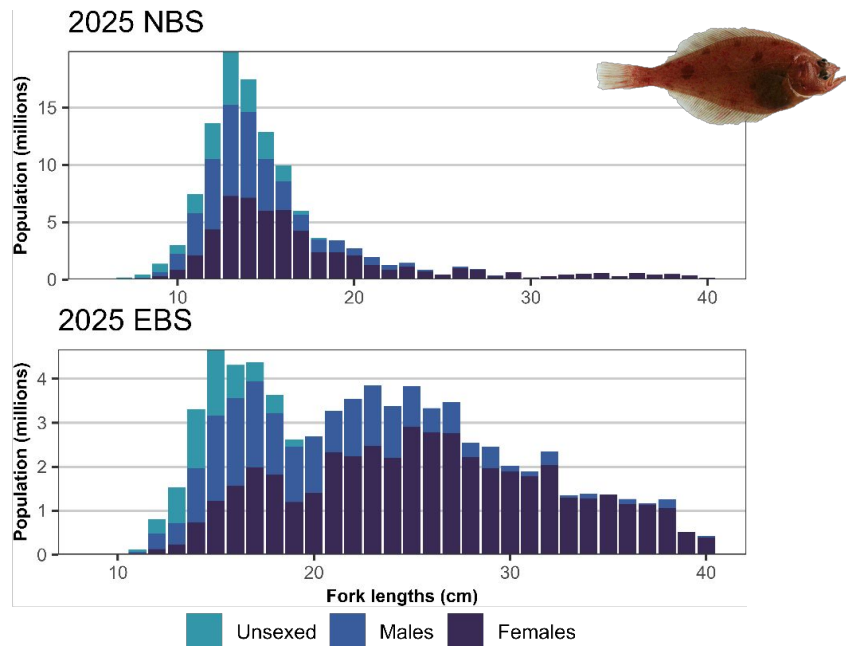 2025 NBS
Population (millions)
15
10
5
0
10 20 30 40
2025 EBS
Population (millions)
4
3
2
1
0
10 20 30 40
Fork lengths (cm)
Unsexed Males Females